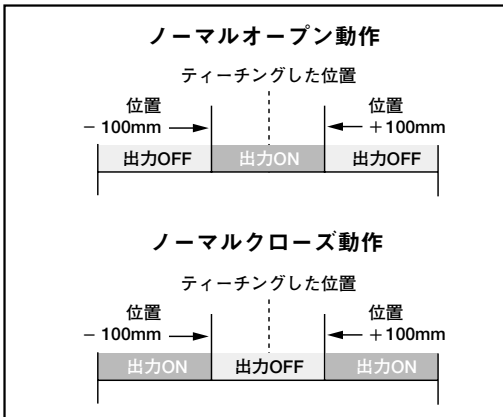 ノーマルオープン動作
ティーチングした位置
位置 位置
− 100mm ＋100mm
出力OFF 出力ON 出力OFF
ノーマルクローズ動作
ティーチングした位置
位置 位置
− 100mm ＋100mm
出力ON 出力OFF 出力ON